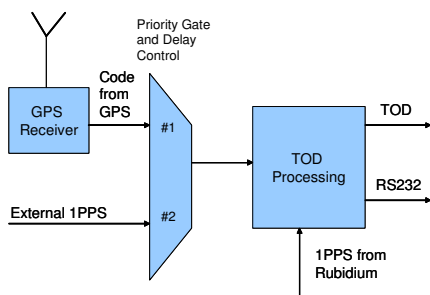 Priority Gate
and Delay
Control
Code
from
GPS
GPS
Receiver
#1
TOD
TOD
Processing
RS232
External 1PPS
#2
1PPS from
Rubidium